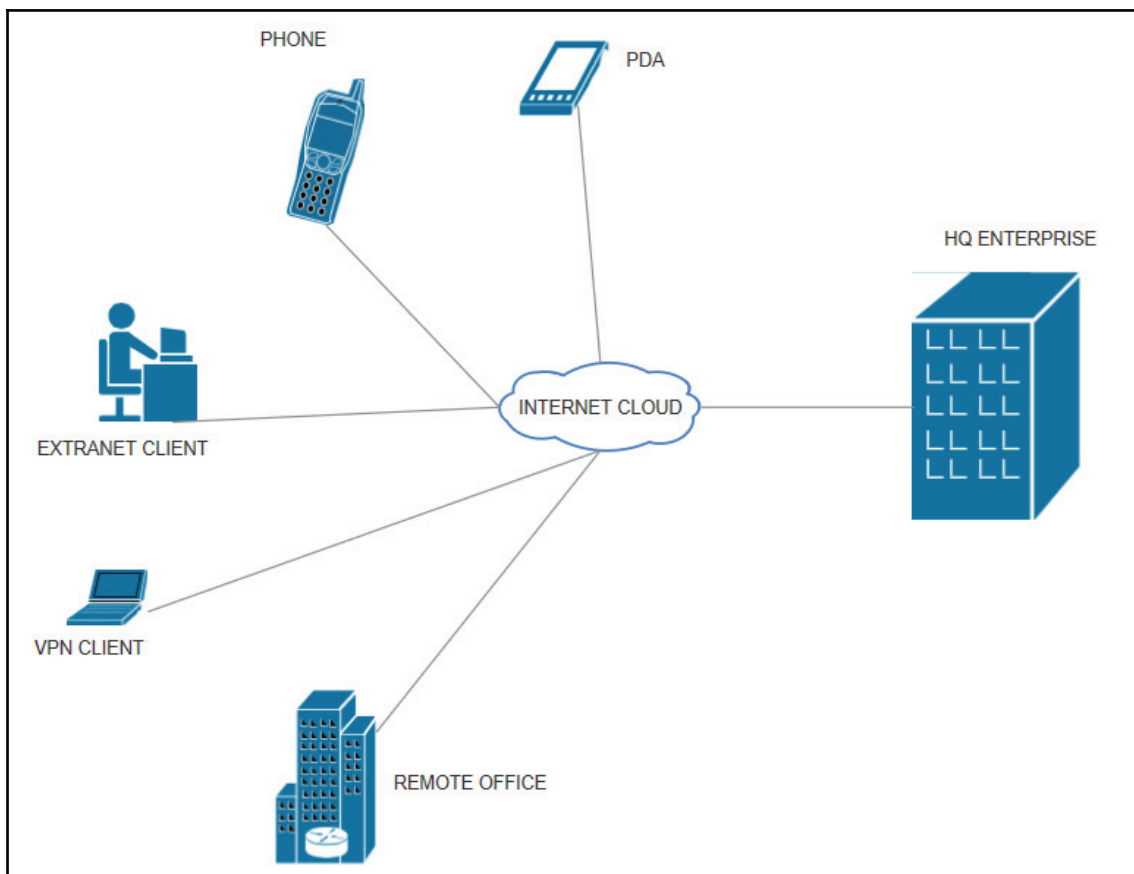 PHONE
PDA
HQ ENTERPRISE
INTERNET CLOUD
EXTRANET CLIENT
VPN CLIENT
REMOTE OFFICE